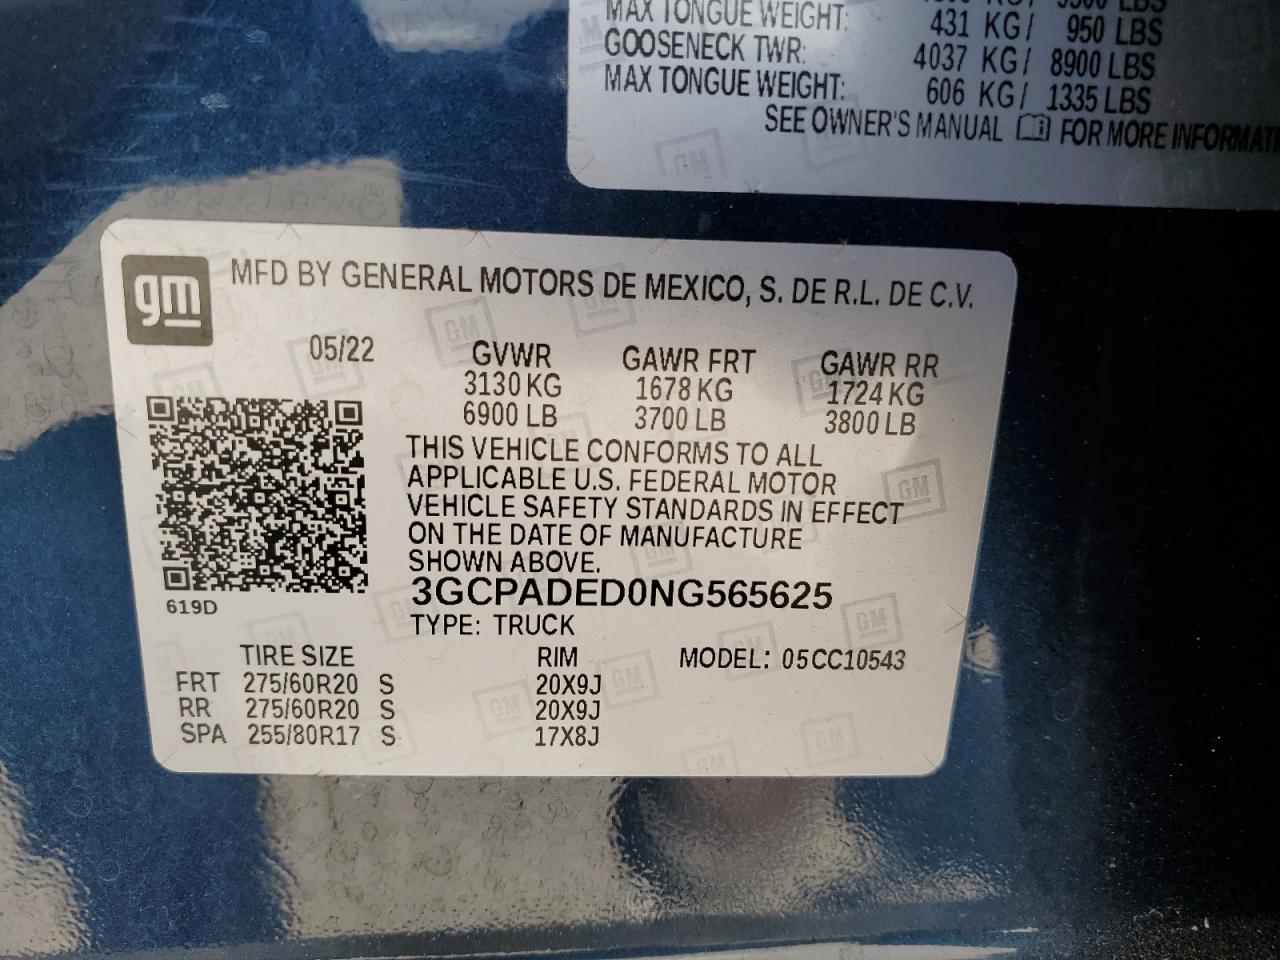 MAX TONGUE WEIGHT: 431 KG/ 950 LBS
GOOSENECK TWR: 4037 KG/ 8900 LBS
MAX TONGUE WEIGHT: 606 KG/ 1335 LBS
SEE OWNER'S MANUAL FOR MORE
gm
MFD BY GENERAL MOTORS DE MEXICO, S. DE R.L. DE C.V.
05/22 GVWR GAWR FRT GAWR RR
3130 KG 1678 KG 1724 KG
6900 LB 3700 LB 3800 LB
THIS VEHICLE CONFORMS TO ALL
APPLICABLE U.S. FEDERAL MOTOR
VEHICLE SAFETY STANDARDS IN EFFECT
ON THE DATE OF MANUFACTURE
SHOWN ABOVE.
3GCPADED0NG565625
619D
TYPE: TRUCK
TIRE SIZE RIM MODEL: 05CC10543
FRT 275/60R20 S 20X9J
RR 275/60R20 S 20X9J
SPA 255/80R17 S 17X8J